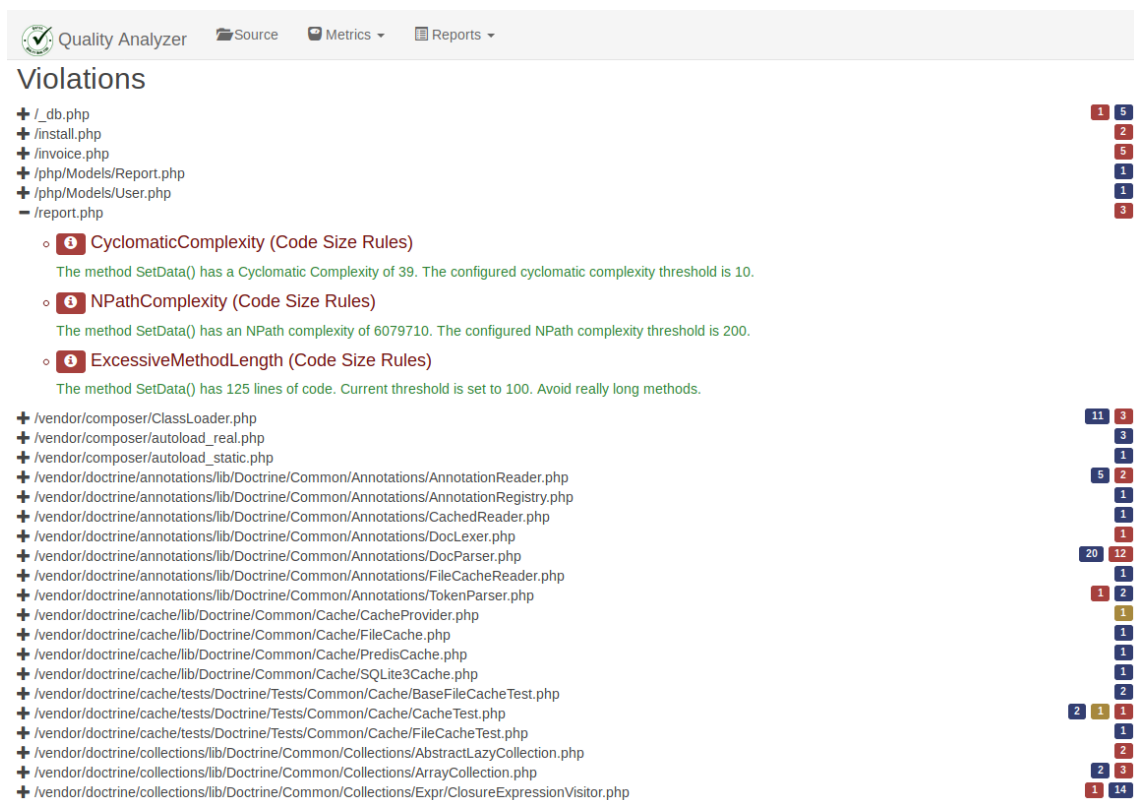 Quality Analyzer Source Metrics Reports
Violations
/_db.php 1 5
/install.php 2
/invoice.php 5
/php/Models/Report.php 1
/php/Models/User.php 1
/report.php 3
CyclomaticComplexity (Code Size Rules)
The method SetData() has a Cyclomatic Complexity of 39. The configured cyclomatic complexity threshold is 10.
NPathComplexity (Code Size Rules)
The method SetData() has an NPath complexity of 6079710. The configured NPath complexity threshold is 200.
ExcessiveMethodLength (Code Size Rules)
The method SetData() has 125 lines of code. Current threshold is set to 100. Avoid really long methods.
/vendor/composer/ClassLoader.php 11 3
/vendor/composer/autoload_real.php 3
/vendor/composer/autoload_static.php 1
/vendor/doctrine/annotations/lib/Doctrine/Common/Annotations/AnnotationReader.php 5 2
/vendor/doctrine/annotations/lib/Doctrine/Common/Annotations/AnnotationRegistry.php 1
/vendor/doctrine/annotations/lib/Doctrine/Common/Annotations/CachedReader.php 1
/vendor/doctrine/annotations/lib/Doctrine/Common/Annotations/DocLexer.php 1
/vendor/doctrine/annotations/lib/Doctrine/Common/Annotations/DocParser.php 20 12
/vendor/doctrine/annotations/lib/Doctrine/Common/Annotations/FileCacheReader.php 1
/vendor/doctrine/annotations/lib/Doctrine/Common/Annotations/TokenParser.php 1 2
/vendor/doctrine/cache/lib/Doctrine/Common/Cache/CacheProvider.php 1
/vendor/doctrine/cache/lib/Doctrine/Common/Cache/FileCache.php 1
/vendor/doctrine/cache/lib/Doctrine/Common/Cache/PredisCache.php 1
/vendor/doctrine/cache/lib/Doctrine/Common/Cache/SQLite3Cache.php 1
/vendor/doctrine/cache/tests/Doctrine/Tests/Common/Cache/BaseFileCacheTest.php 2
/vendor/doctrine/cache/tests/Doctrine/Tests/Common/Cache/CacheTest.php 2 1 1
/vendor/doctrine/cache/tests/Doctrine/Tests/Common/Cache/FileCacheTest.php 1
/vendor/doctrine/collections/lib/Doctrine/Common/Collections/AbstractLazyCollection.php 2
/vendor/doctrine/collections/lib/Doctrine/Common/Collections/ArrayCollection.php 2 3
/vendor/doctrine/collections/lib/Doctrine/Common/Collections/Expr/ClosureExpressionVisitor.php 1 14